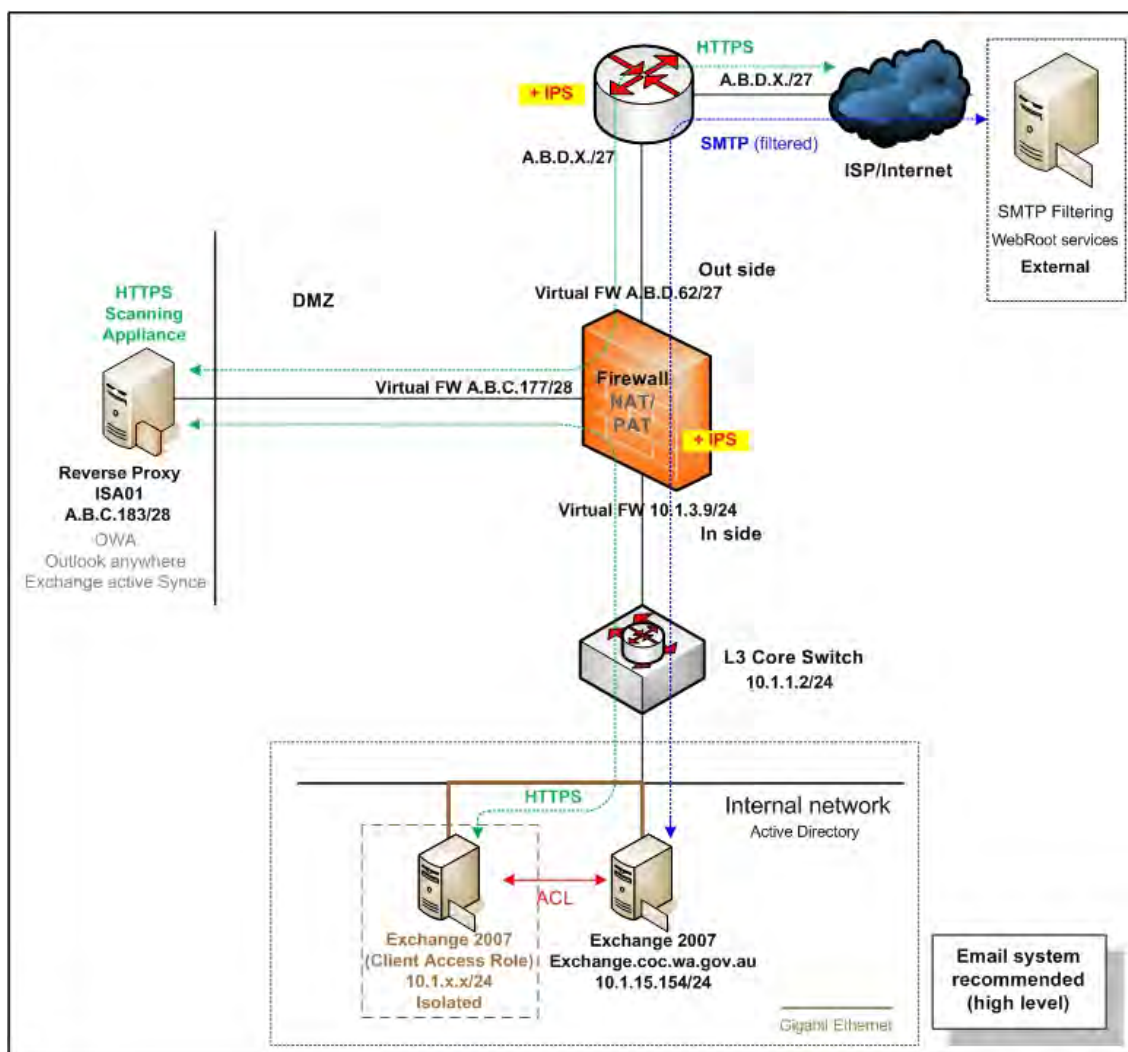 HTTPS
A.B.D.X./27
+ IPS
SMTP (filtered)
A.B.D.X./27
ISP/Internet
SMTP Filtering
WebRoot services
External
Out side
Virtual FW A.B.D.62/27
DMZ
HTTPS
Scanning
Appliance
Virtual FW A.B.C.177/28
Firewall
NAT/
PAT
+ IPS
Reverse Proxy
ISA01
A.B.C.183/28
OWA
Outlook anywhere
Exchange active Synce
Virtual FW 10.1.3.9/24
In side
L3 Core Switch
10.1.1.2/24
HTTPS
Internal network
Active Directory
ACL
Exchange 2007
(Client Access Role)
10.1.x.x/24
Isolated
Exchange 2007
Exchange.coc.wa.gov.au
10.1.15.154/24
Gigabit Ethernet
Email system
recommended
(high level)